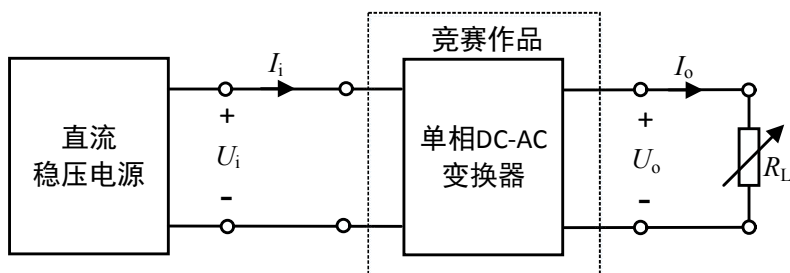 竞赛作品
直流
稳压电源
I_i
+
U_i
-
单相DC-AC
变换器
I_o
+
U_o
-
R_L